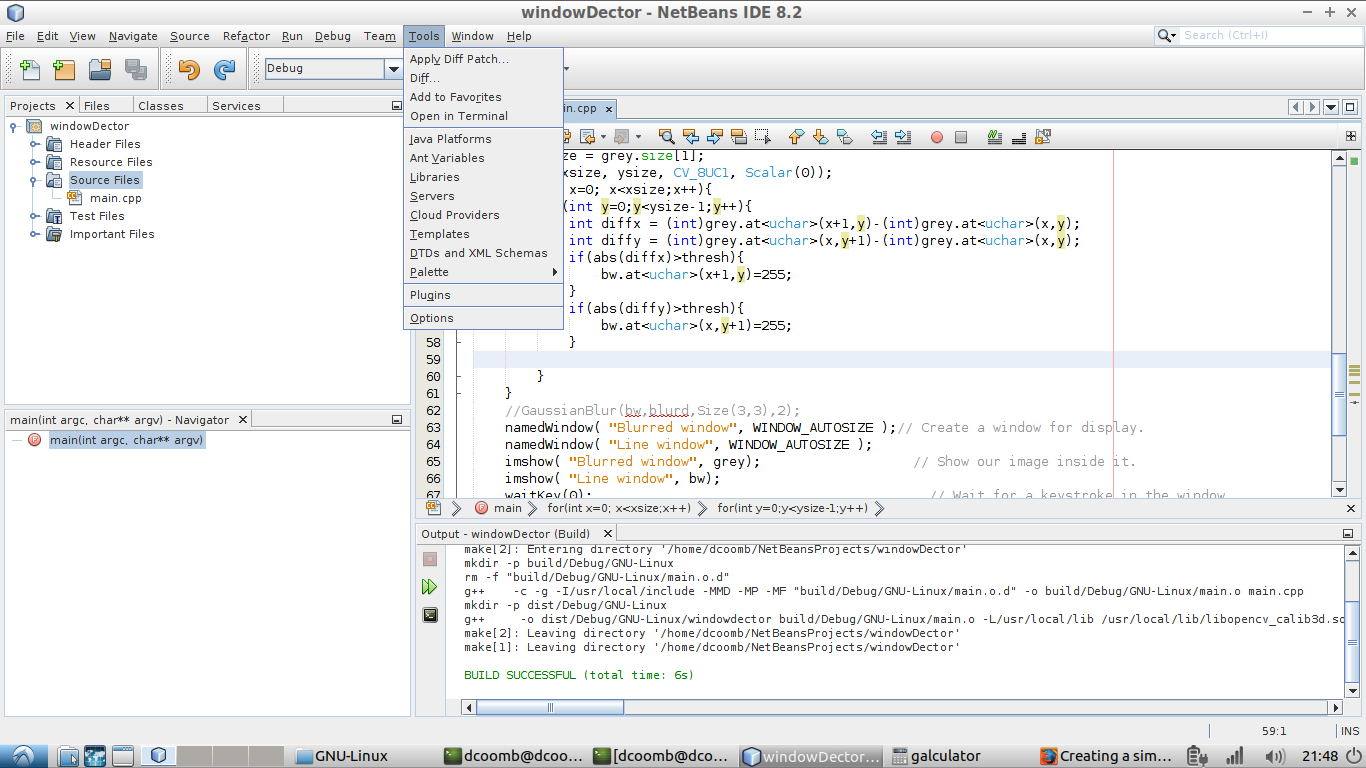 windowDector - NetBeans IDE 8.2
File Edit View Navigate Source Refactor Run Debug Team Tools Window Help
Search (Ctrl+I)
Debug
Apply Diff Patch...
Diff...
Add to Favorites
Open in Terminal
Java Platforms
Ant Variables
Libraries
Servers
Cloud Providers
Templates
DTDs and XML Schemas
Palette
Plugins
Options
Projects Files Classes Services
windowDector
Header Files
Resource Files
Source Files
main.cpp
Test Files
Important Files
main(int argc, char** argv) - Navigator
main(int argc, char** argv)
in.cpp
ze = grey.size[1];
xsize, ysize, CV_8UC1, Scalar(0));
x=0; x<xsize;x++){
(int y=0;y<ysize-1;y++){
int diffx = (int)grey.at<uchar>(x+1,y)-(int)grey.at<uchar>(x,y);
int diffy = (int)grey.at<uchar>(x,y+1)-(int)grey.at<uchar>(x,y);
if(abs(diffx)>thresh){
bw.at<uchar>(x+1,y)=255;
}
if(abs(diffy)>thresh){
bw.at<uchar>(x,y+1)=255;
58 }
59
60 }
61 }
62 //GaussianBlur(bw,blurd,Size(3,3),2);
63 namedWindow( "Blurred window", WINDOW_AUTOSIZE );// Create a window for display.
64 namedWindow( "Line window", WINDOW_AUTOSIZE );
65 imshow( "Blurred window", grey); // Show our image inside it.
66 imshow( "Line window", bw);
67 waitKey(0); // Wait for a keystroke in the window
main for(int x=0; x<xsize;x++) for(int y=0;y<ysize-1;y++)
Output - windowDector (Build)
make[2]: Entering directory '/home/dcoomb/NetBeansProjects/windowDector'
mkdir -p build/Debug/GNU-Linux
rm -f "build/Debug/GNU-Linux/main.o.d"
g++ -c -g -I/usr/local/include -MMD -MP -MF "build/Debug/GNU-Linux/main.o.d" -o build/Debug/GNU-Linux/main.o main.cpp
mkdir -p dist/Debug/GNU-Linux
g++ -o dist/Debug/GNU-Linux/windowdector build/Debug/GNU-Linux/main.o -L/usr/local/lib /usr/local/lib/libopencv_calib3d.so
make[2]: Leaving directory '/home/dcoomb/NetBeansProjects/windowDector'
make[1]: Leaving directory '/home/dcoomb/NetBeansProjects/windowDector'
BUILD SUCCESSFUL (total time: 6s)
59:1 INS
GNU-Linux dcoomb@dcoo... [dcoomb@dco... windowDector... galculator Creating a sim... 21:48